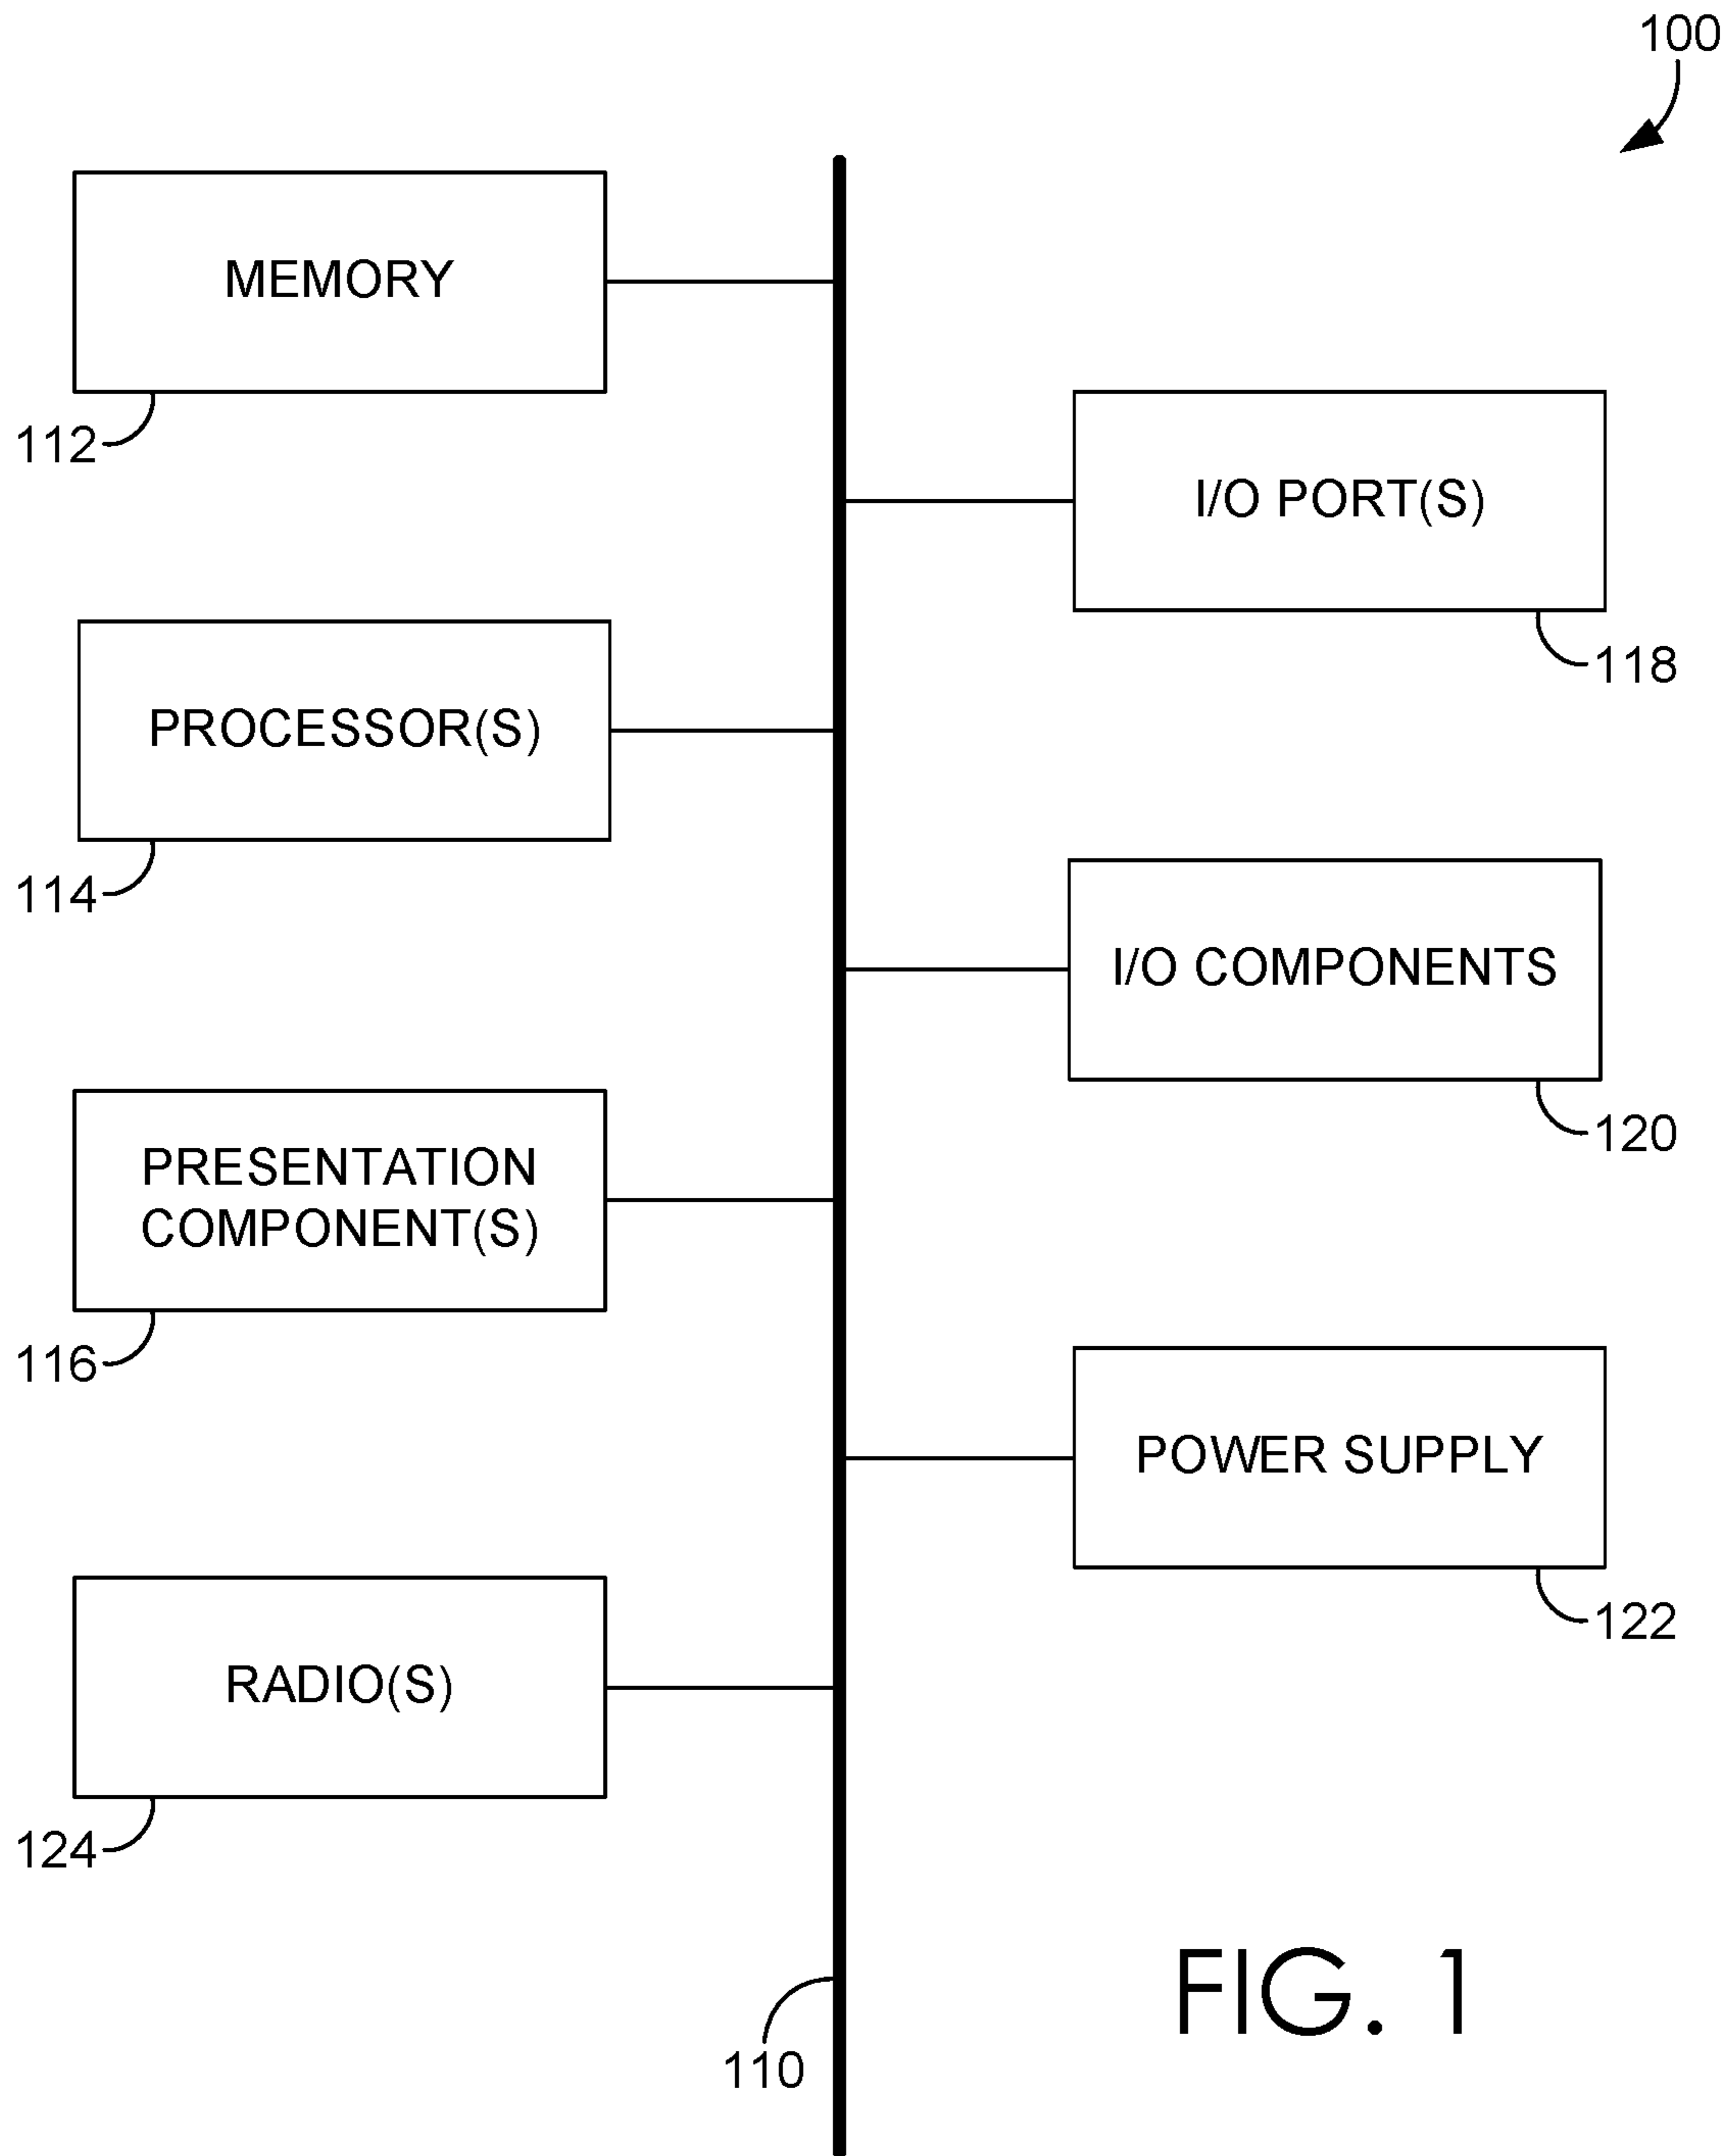 100
MEMORY
112
I/O PORT(S)
118
PROCESSOR(S)
114
I/O COMPONENTS
120
PRESENTATION
COMPONENT(S)
116
POWER SUPPLY
122
RADIO(S)
124
110
FIG. 1